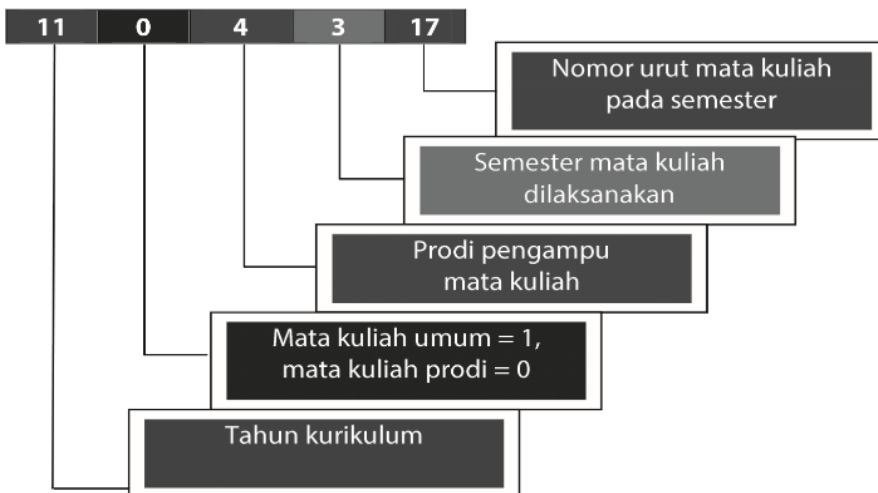 11 0 4 3 17
Nomor urut mata kuliah
pada semester
Semester mata kuliah
dilaksanakan
Prodi pengampu
mata kuliah
Mata kuliah umum = 1,
mata kuliah prodi = 0
Tahun kurikulum